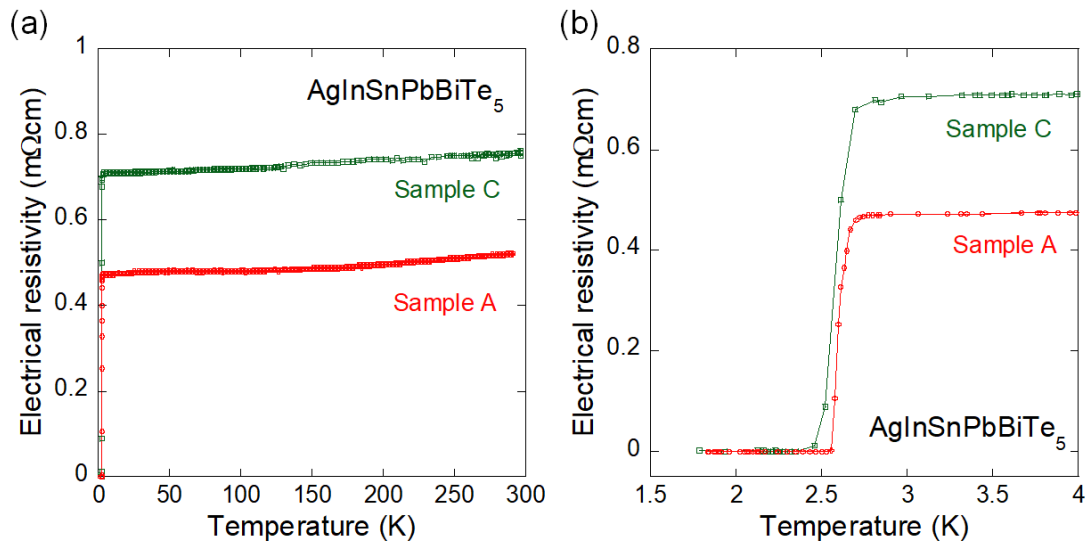 (a)
AgInSnPbBiTe5
Sample C
Sample A
Electrical resistivity (mΩcm)
1
0.8
0.6
0.4
0.2
0
0 50 100 150 200 250 300
Temperature (K)
(b)
Sample C
Sample A
AgInSnPbBiTe5
Electrical resistivity (mΩcm)
0.8
0.6
0.4
0.2
0
1.5 2 2.5 3 3.5 4
Temperature (K)